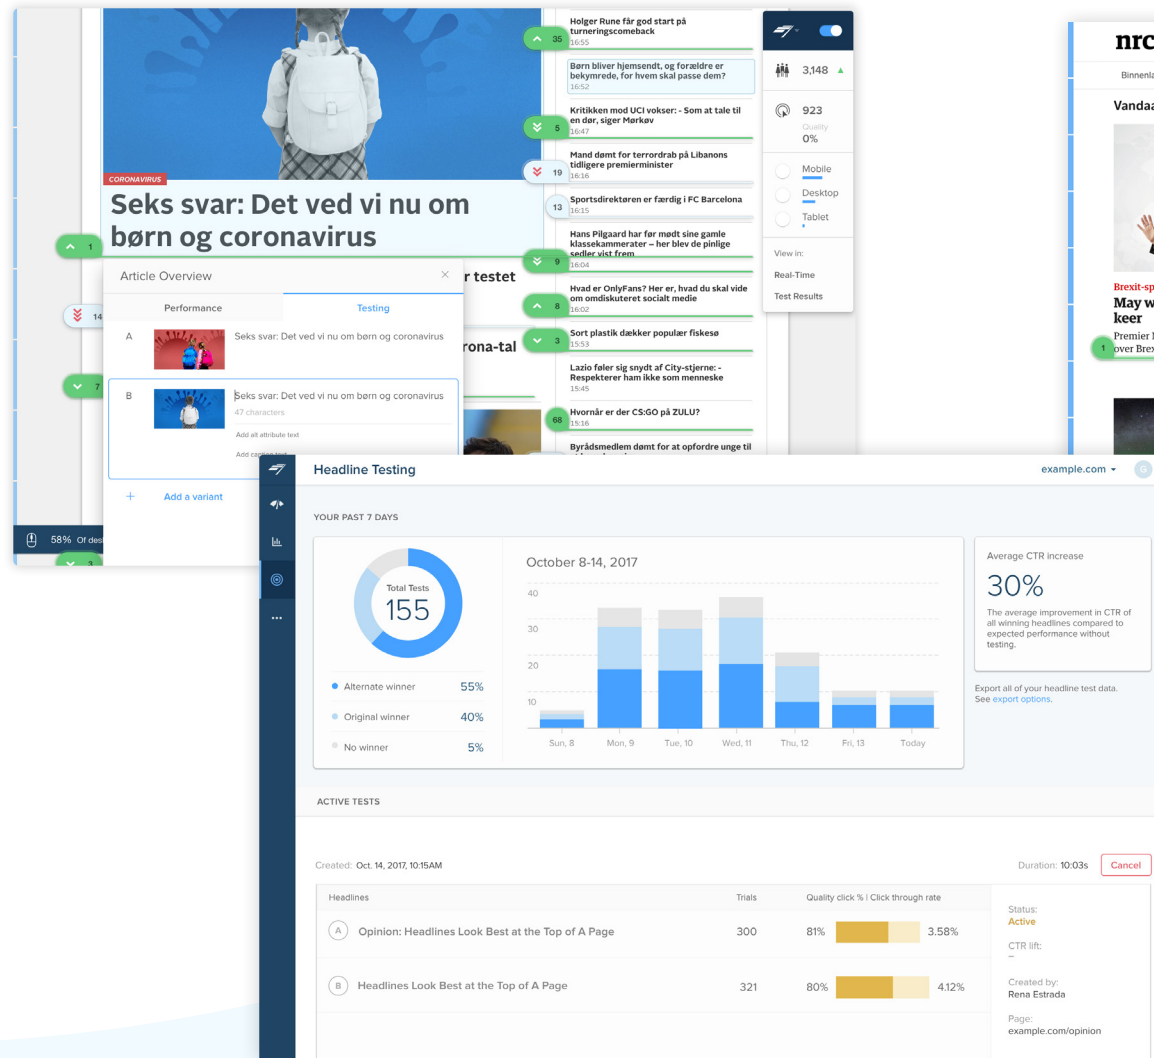 Holger Rune får god start på
turneringscomeback
16:55
35
Børn bliver hjemsendt, og forældre er
bekymrede, for hvem skal passe dem?
16:52
Kritikken mod UCI vokser: - Som at tale til
en dør, siger Mørkøv
16:47
5
Mand dømt for terrordrab på Libanons
tidligere premierminister
16:16
19
Sportsdirektøren er færdig i FC Barcelona
16:15
13
Hans Pilgaard har før mødt sine gamle
klassekammerater – her blev de pinlige
sedler vist frem
16:04
9
Hvad er OnlyFans? Her er, hvad du skal vide
om omdiskuteret socialt medie
16:02
8
Sort plastik dækker populær fiskesø
15:53
3
Lazio føler sig snydt af City-stjerne: -
Respekterer ham ikke som menneske
15:45
Hvornår er der CS:GO på ZULU?
15:16
68
Byrådsmedlem dømt for at opfordre unge til
3,148
923
Quality
0%
Mobile
Desktop
Tablet
View in:
Real-Time
Test Results
CORONAVIRUS
Seks svar: Det ved vi nu om
børn og coronavirus
1
14
7
3
r testet
rona-tal
Article Overview
Performance
Testing
A
Seks svar: Det ved vi nu om børn og coronavirus
B
Seks svar: Det ved vi nu om børn og coronavirus
47 characters
Add alt attribute text
Add caption text
+ Add a variant
58% Of des
nrc
Binnenla
Vandaa
Brexit-sp
May w
keer
Premier M
over Brex
1
Headline Testing
example.com
G
YOUR PAST 7 DAYS
Total Tests
155
Alternate winner 55%
Original winner 40%
No winner 5%
October 8-14, 2017
40
30
20
10
Sun, 8 Mon, 9 Tue, 10 Wed, 11 Thu, 12 Fri, 13 Today
Average CTR increase
30%
The average improvement in CTR of
all winning headlines compared to
expected performance without
testing.
Export all of your headline test data.
See export options.
ACTIVE TESTS
Created: Oct. 14, 2017, 10:15AM
Duration: 10:03s
Cancel
Headlines Trials Quality click % | Click through rate
A Opinion: Headlines Look Best at the Top of A Page 300 81% 3.58%
B Headlines Look Best at the Top of A Page 321 80% 4.12%
Status:
Active
CTR lift:
–
Created by:
Rena Estrada
Page:
example.com/opinion